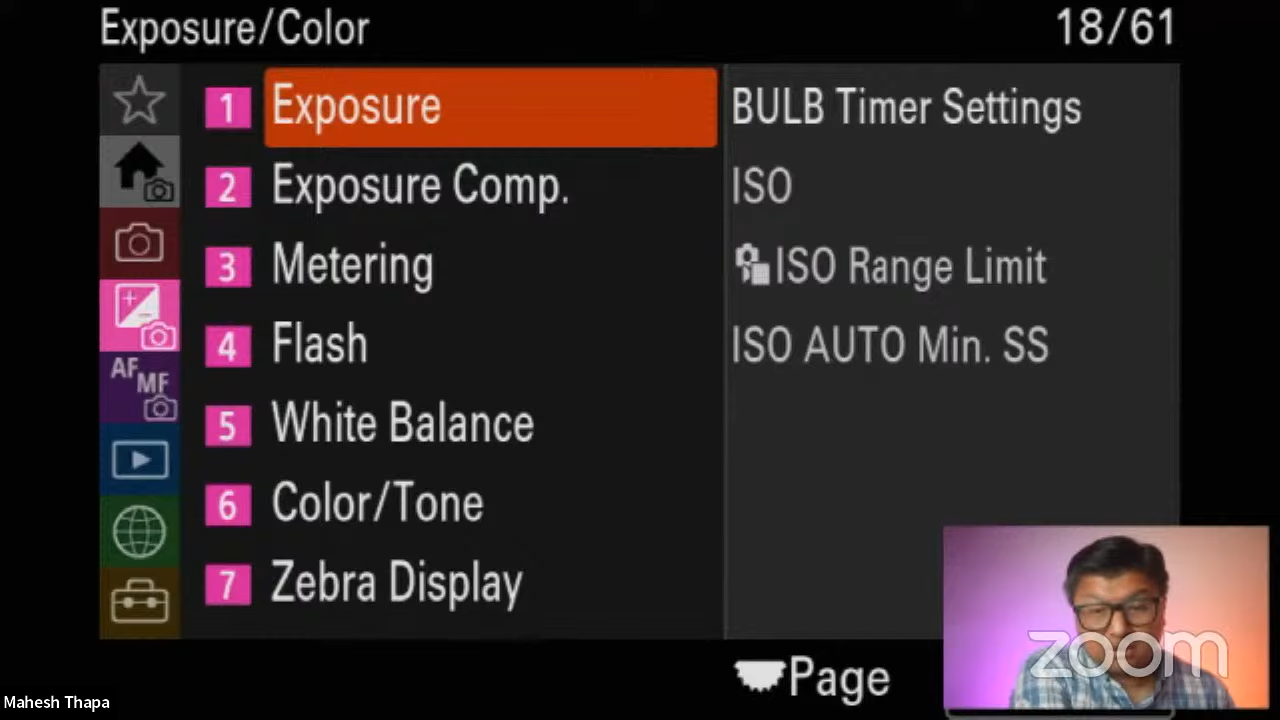 Exposure/Color 18/61
1 Exposure BULB Timer Settings
2 Exposure Comp. ISO
3 Metering ISO Range Limit
4 Flash ISO AUTO Min. SS
AF MF
5 White Balance
6 Color/Tone
7 Zebra Display
zoom
Page
Mahesh Thapa